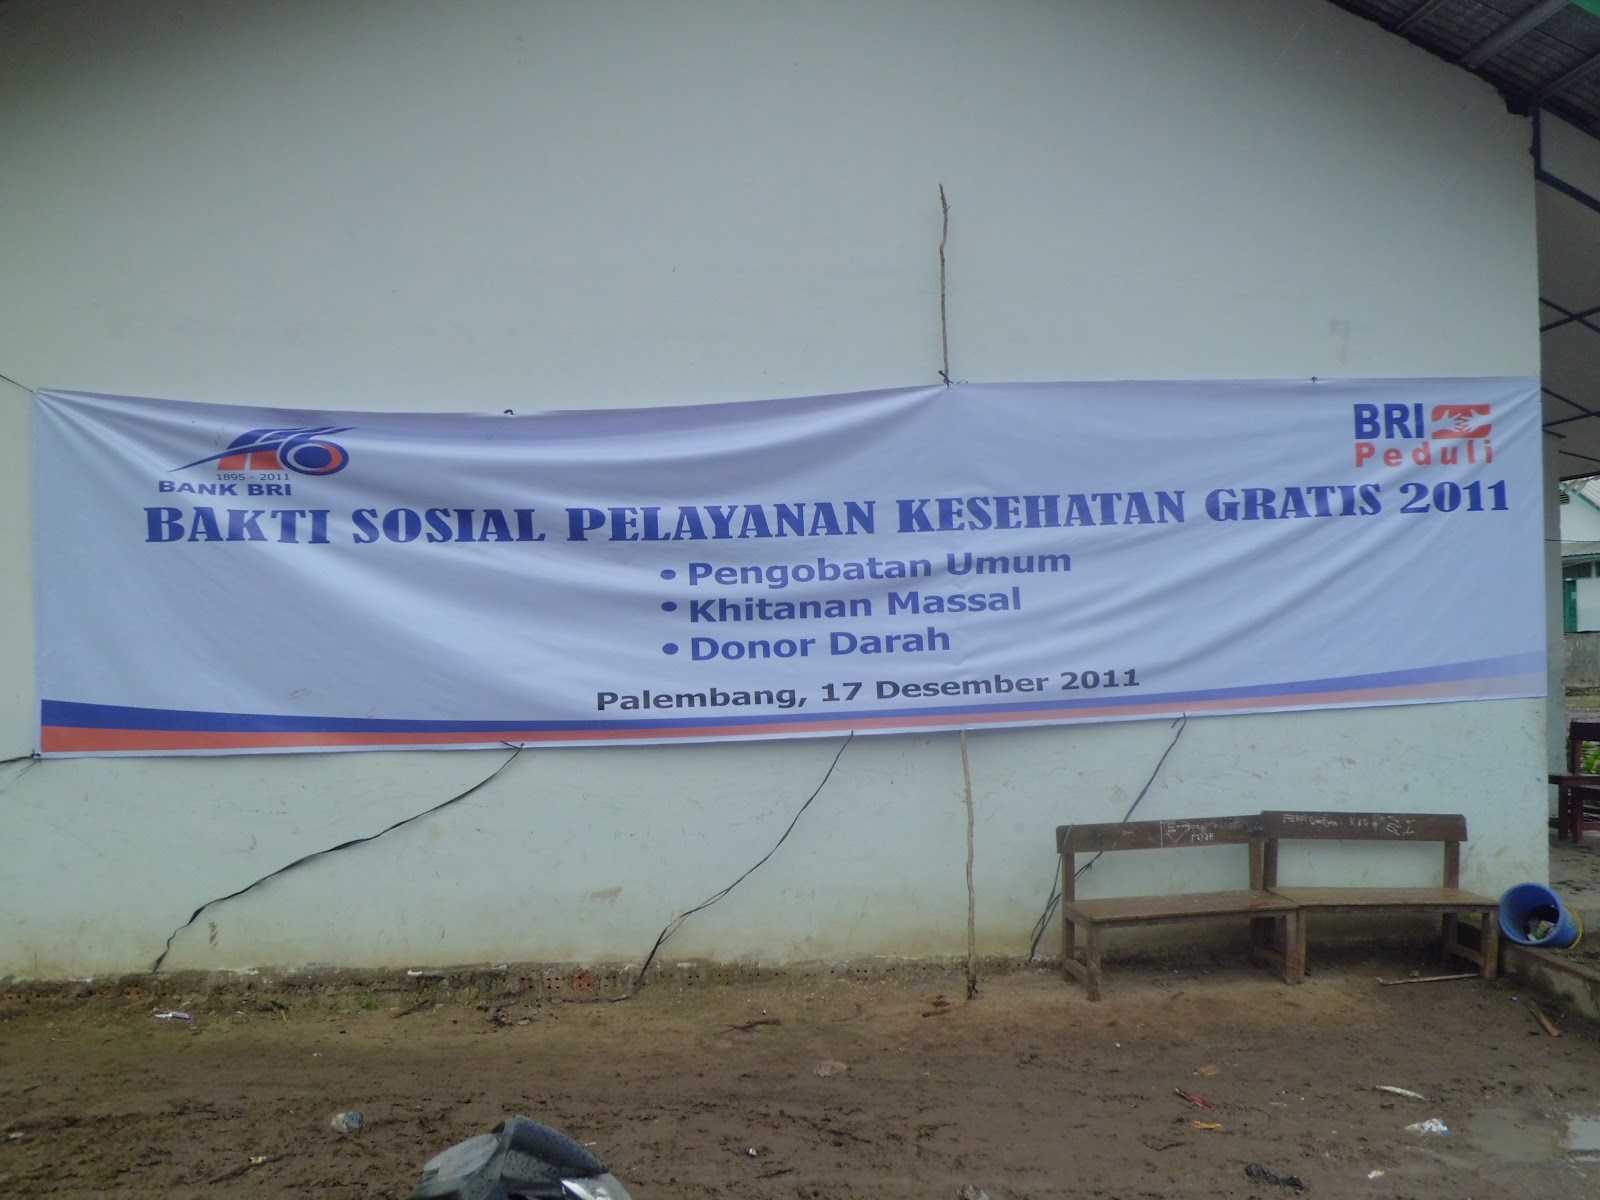 1895 - 2011
BANK BRI
BRI
Peduli
BAKTI SOSIAL PELAYANAN KESEHATAN GRATIS 2011
• Pengobatan Umum
• Khitanan Massal
• Donor Darah
Palembang, 17 Desember 2011